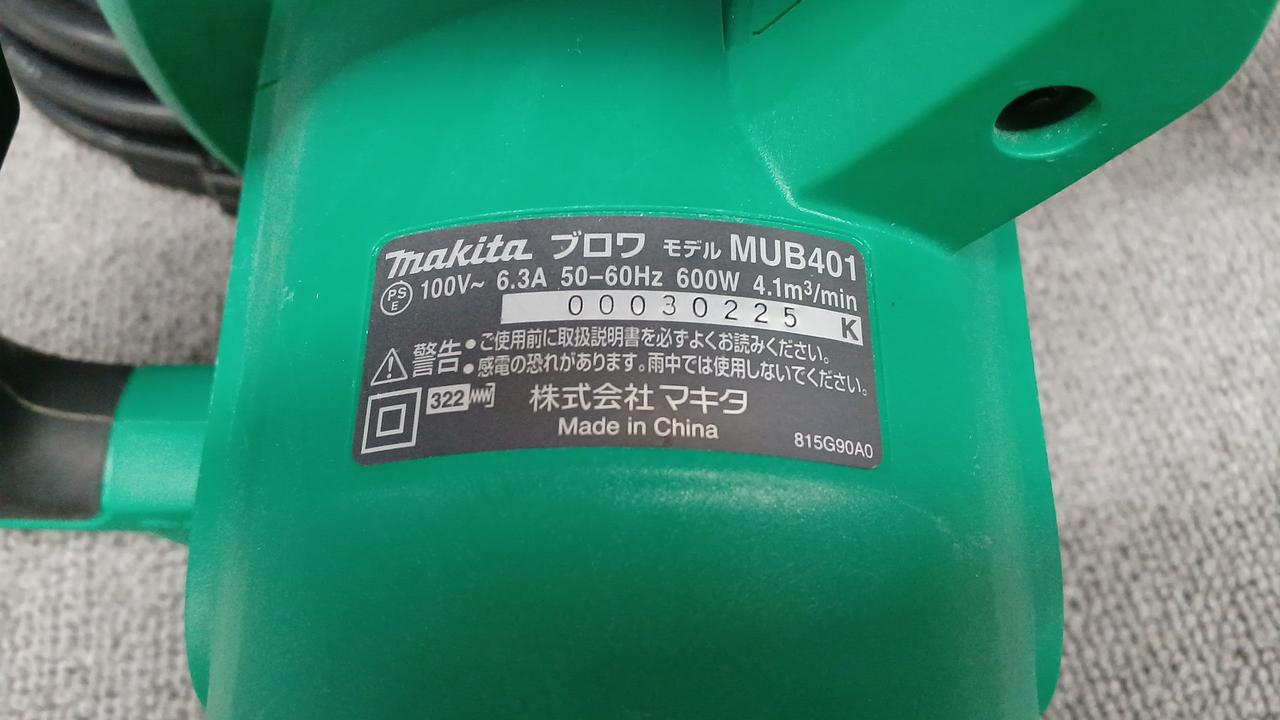 makita ブロワ モデル MUB401
PS E 100V~ 6.3A 50-60Hz 600W 4.1m³/min
00030225 K
警告 ●ご使用前に取扱説明書を必ずよくお読みください。
●感電の恐れがあります。雨中では使用しないでください。
322 株式会社マキタ
Made in China
815G90A0